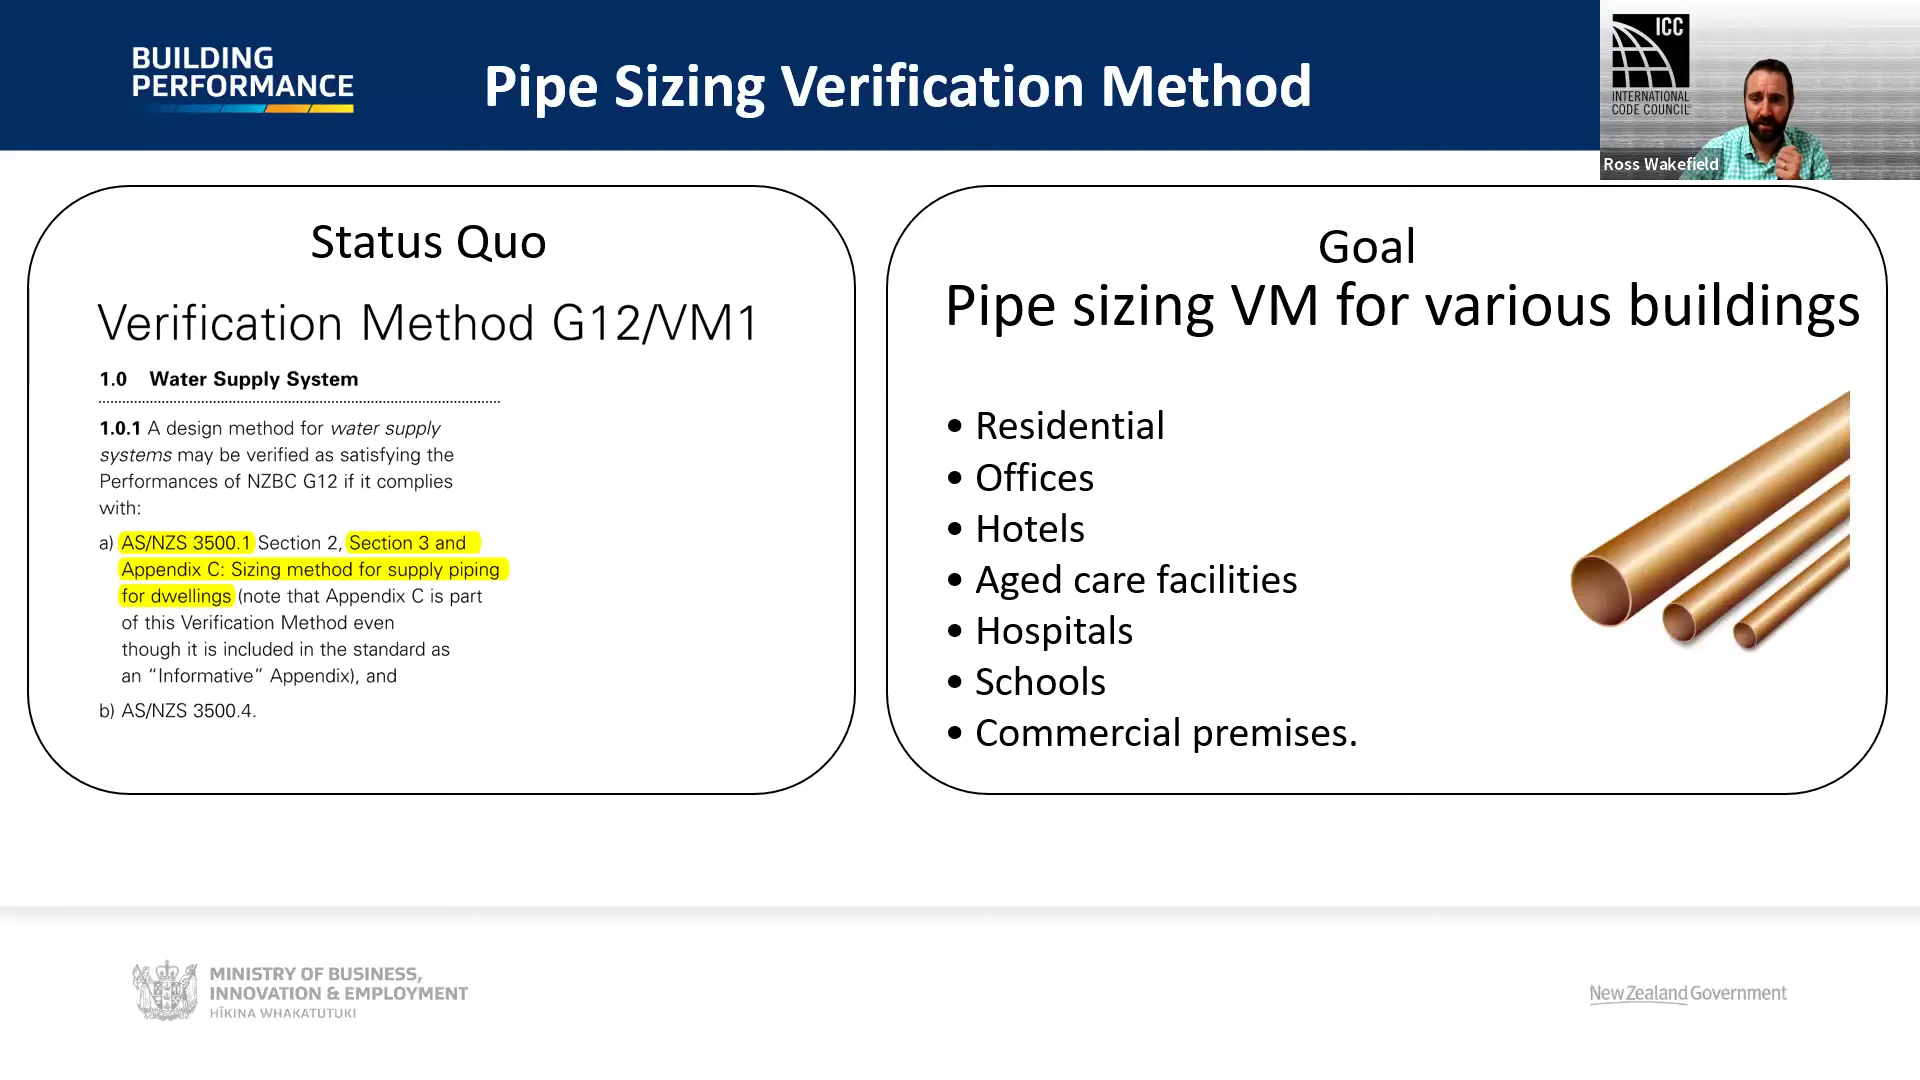 BUILDING
PERFORMANCE
Pipe Sizing Verification Method
ICC
INTERNATIONAL
CODE COUNCIL
Ross Wakefield
Status Quo
Verification Method G12/VM1
1.0 Water Supply System
1.0.1 A design method for water supply
systems may be verified as satisfying the
Performances of NZBC G12 if it complies
with:
a) AS/NZS 3500.1 Section 2, Section 3 and
Appendix C: Sizing method for supply piping
for dwellings (note that Appendix C is part
of this Verification Method even
though it is included in the standard as
an “Informative” Appendix), and
b) AS/NZS 3500.4.
Goal
Pipe sizing VM for various buildings
• Residential
• Offices
• Hotels
• Aged care facilities
• Hospitals
• Schools
• Commercial premises.
MINISTRY OF BUSINESS,
INNOVATION & EMPLOYMENT
HĪKINA WHAKATUTUKI
New Zealand Government